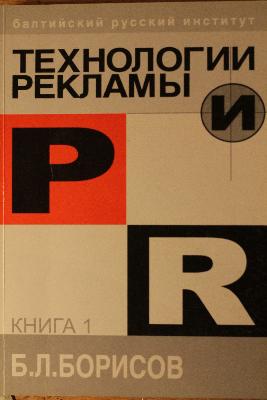 балтийский русский институт
ТЕХНОЛОГИИ
РЕКЛАМЫ
И
P
R
КНИГА 1
Б.Л.БОРИСОВ